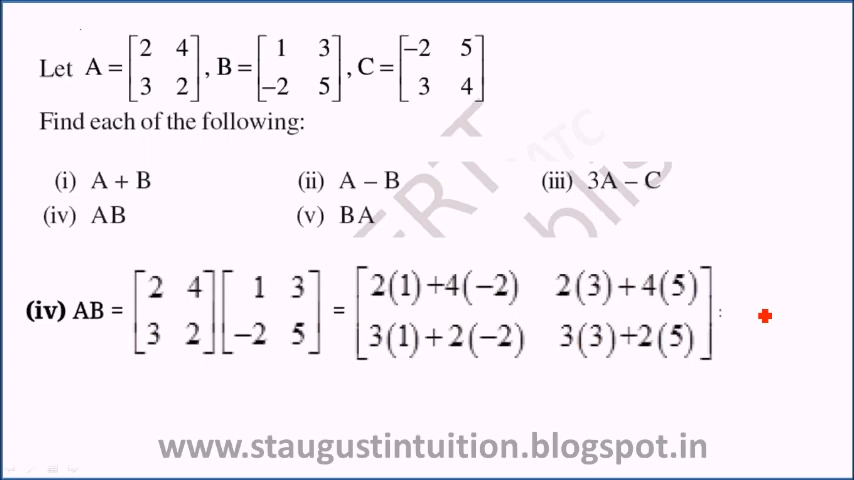 Let A = [2 4 3 2], B = [1 3 −2 5], C = [−2 5 3 4]
Find each of the following:
(i) A + B (ii) A − B (iii) 3A − C
(iv) AB (v) BA
(iv) AB = [2 4 3 2] [1 3 −2 5] = [2(1)+4(−2) 2(3)+4(5) 3(1)+2(−2) 3(3)+2(5)]
www.staugustintuition.blogspot.in